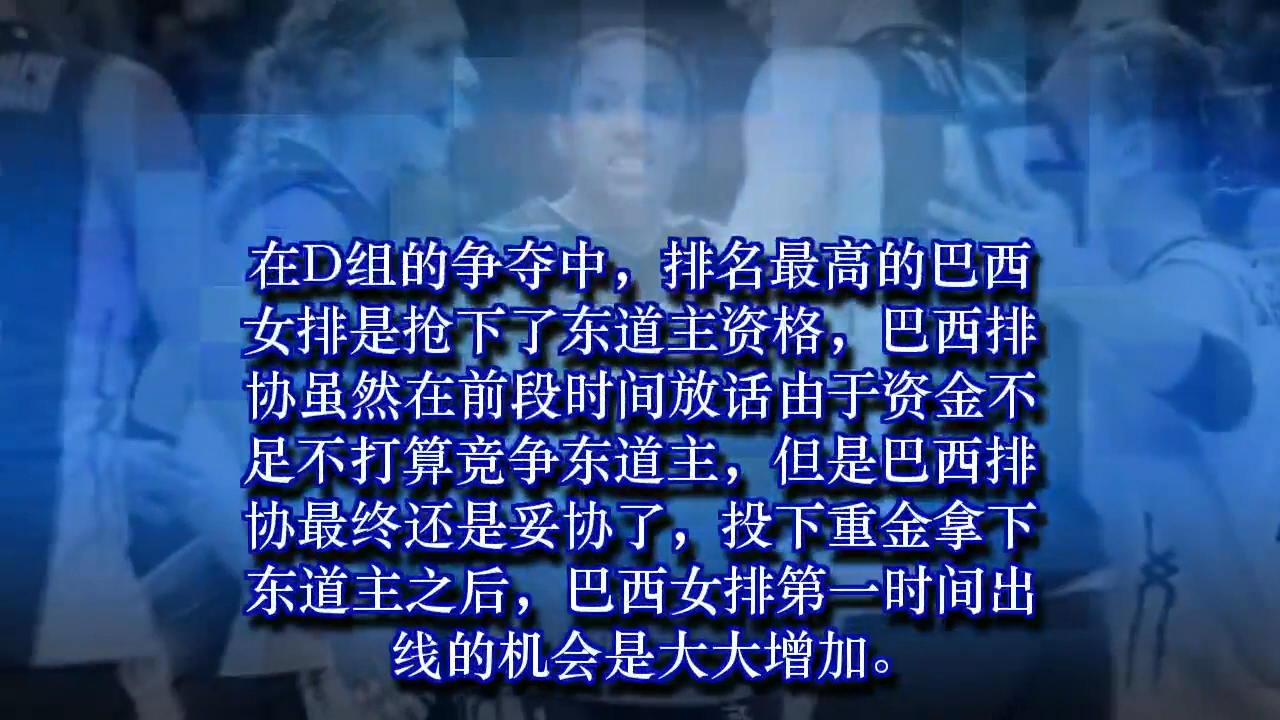 在D组的争夺中，排名最高的巴西
女排是抢下了东道主资格，巴西排
协虽然在前段时间放话由于资金不
足不打算竞争东道主，但是巴西排
协最终还是妥协了，投下重金拿下
东道主之后，巴西女排第一时间出
线的机会是大大增加。